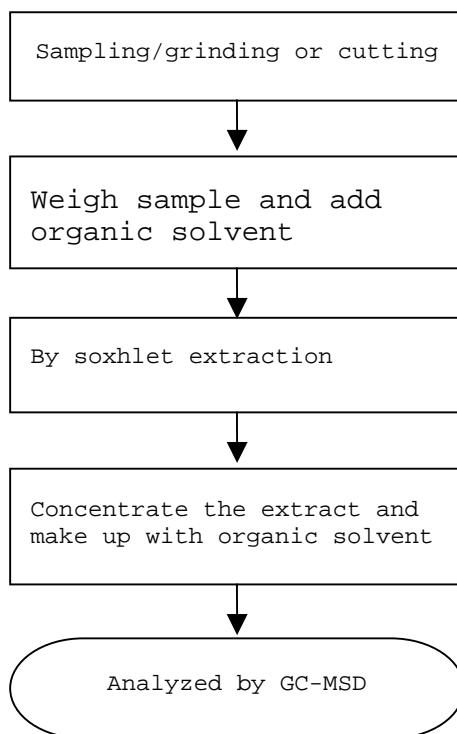 Sampling/grinding or cutting
Weigh sample and add
organic solvent
By soxhlet extraction
Concentrate the extract and
make up with organic solvent
Analyzed by GC-MSD